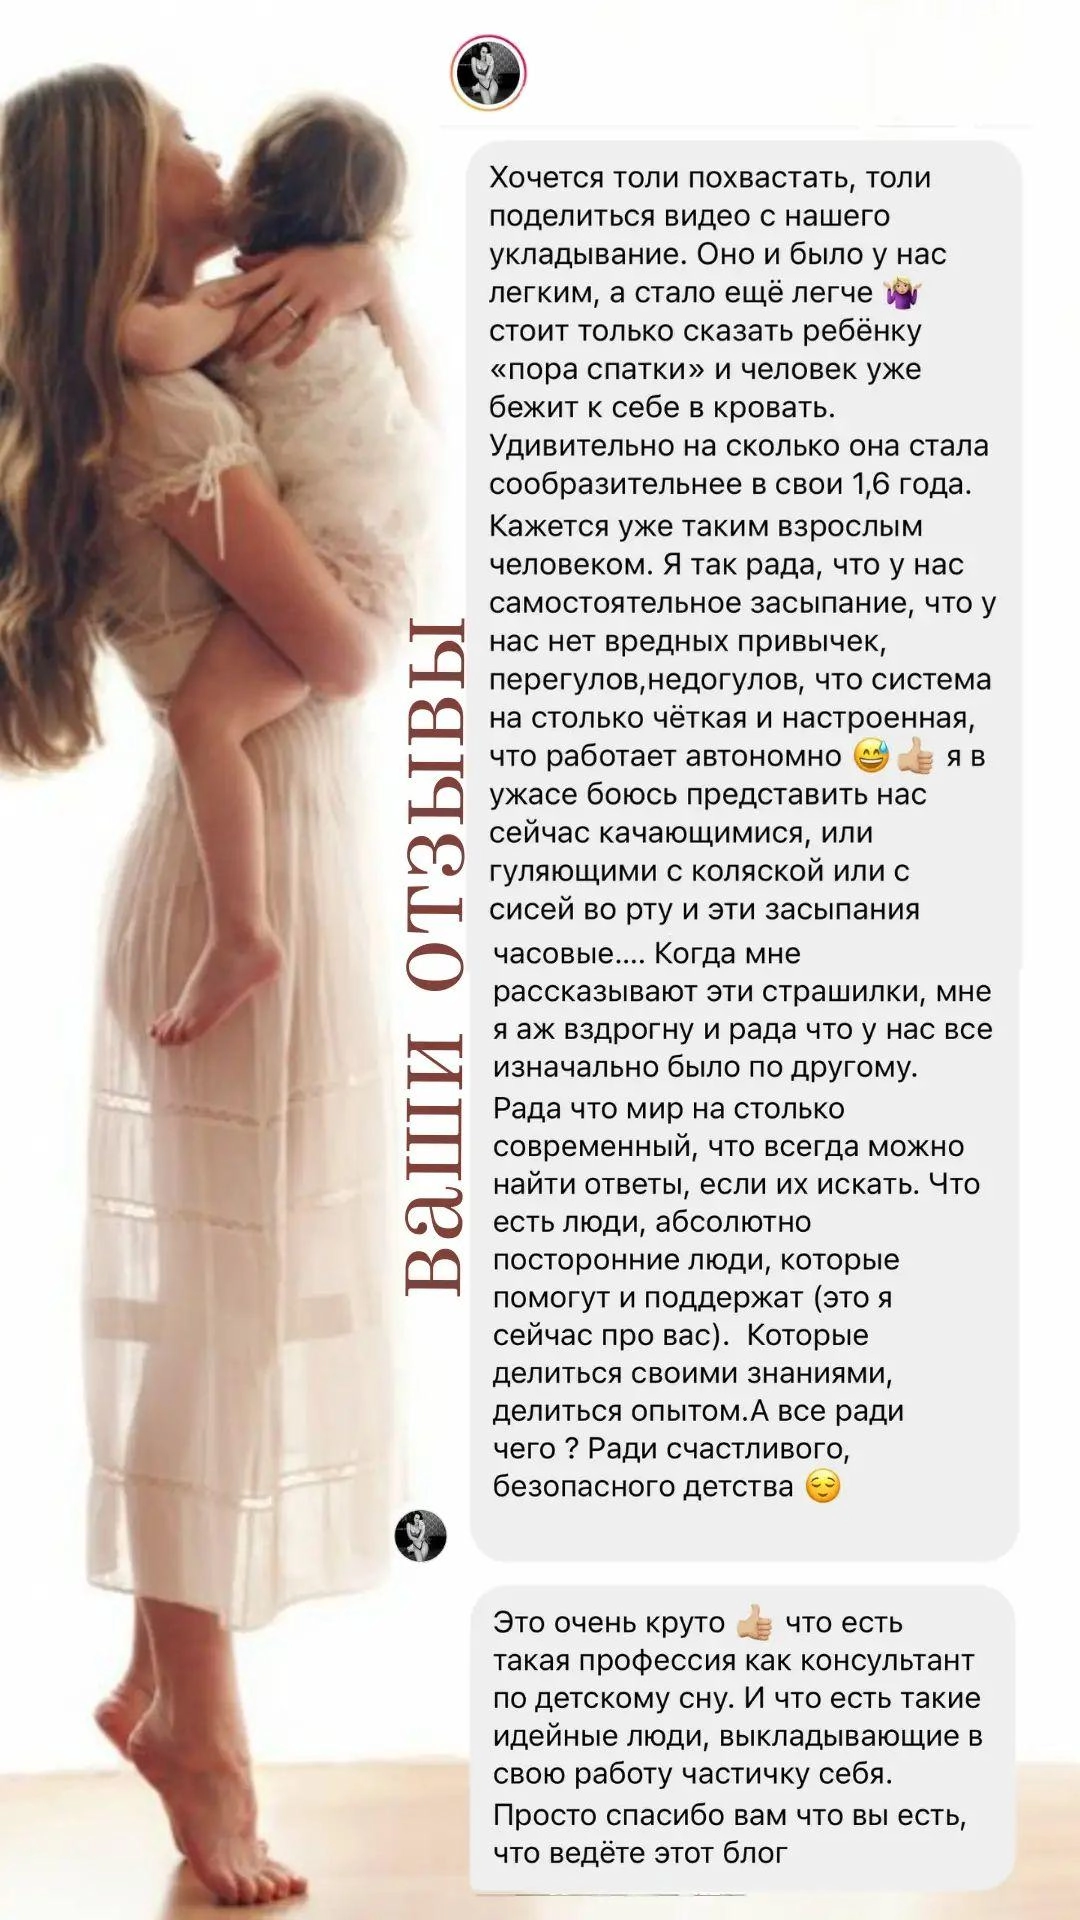 ваши отзывы
Хочется толи похвастать, толи
поделиться видео с нашего
укладывание. Оно и было у нас
легким, а стало ещё легче 🤷🏼‍♀️
стоит только сказать ребёнку
«пора спатки» и человек уже
бежит к себе в кровать.
Удивительно на сколько она стала
сообразительнее в свои 1,6 года.
Кажется уже таким взрослым
человеком. Я так рада, что у нас
самостоятельное засыпание, что у
нас нет вредных привычек,
перегулов,недогулов, что система
на столько чёткая и настроенная,
что работает автономно 😅👍🏼 я в
ужасе боюсь представить нас
сейчас качающимися, или
гуляющими с коляской или с
сисей во рту и эти засыпания
часовые.... Когда мне
рассказывают эти страшилки, мне
я аж вздрогну и рада что у нас все
изначально было по другому.
Рада что мир на столько
современный, что всегда можно
найти ответы, если их искать. Что
есть люди, абсолютно
посторонние люди, которые
помогут и поддержат (это я
сейчас про вас). Которые
делиться своими знаниями,
делиться опытом.А все ради
чего ? Ради счастливого,
безопасного детства 😌
Это очень круто 👍🏼 что есть
такая профессия как консультант
по детскому сну. И что есть такие
идейные люди, выкладывающие в
свою работу частичку себя.
Просто спасибо вам что вы есть,
что ведёте этот блог